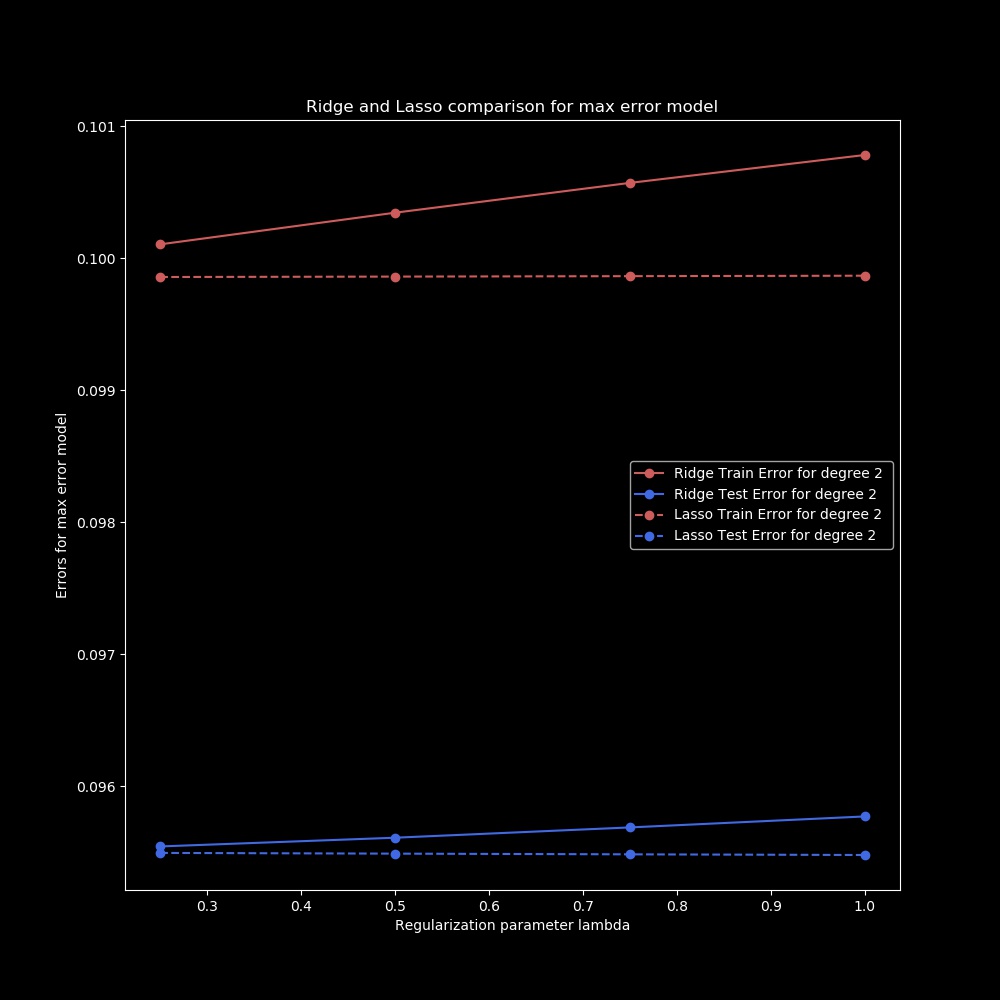 Ridge and Lasso comparison for max error model
0.101
0.100
0.099
0.098
0.097
0.096
Errors for max error model
Ridge Train Error for degree 2
Ridge Test Error for degree 2
Lasso Train Error for degree 2
Lasso Test Error for degree 2
0.3 0.4 0.5 0.6 0.7 0.8 0.9 1.0
Regularization parameter lambda